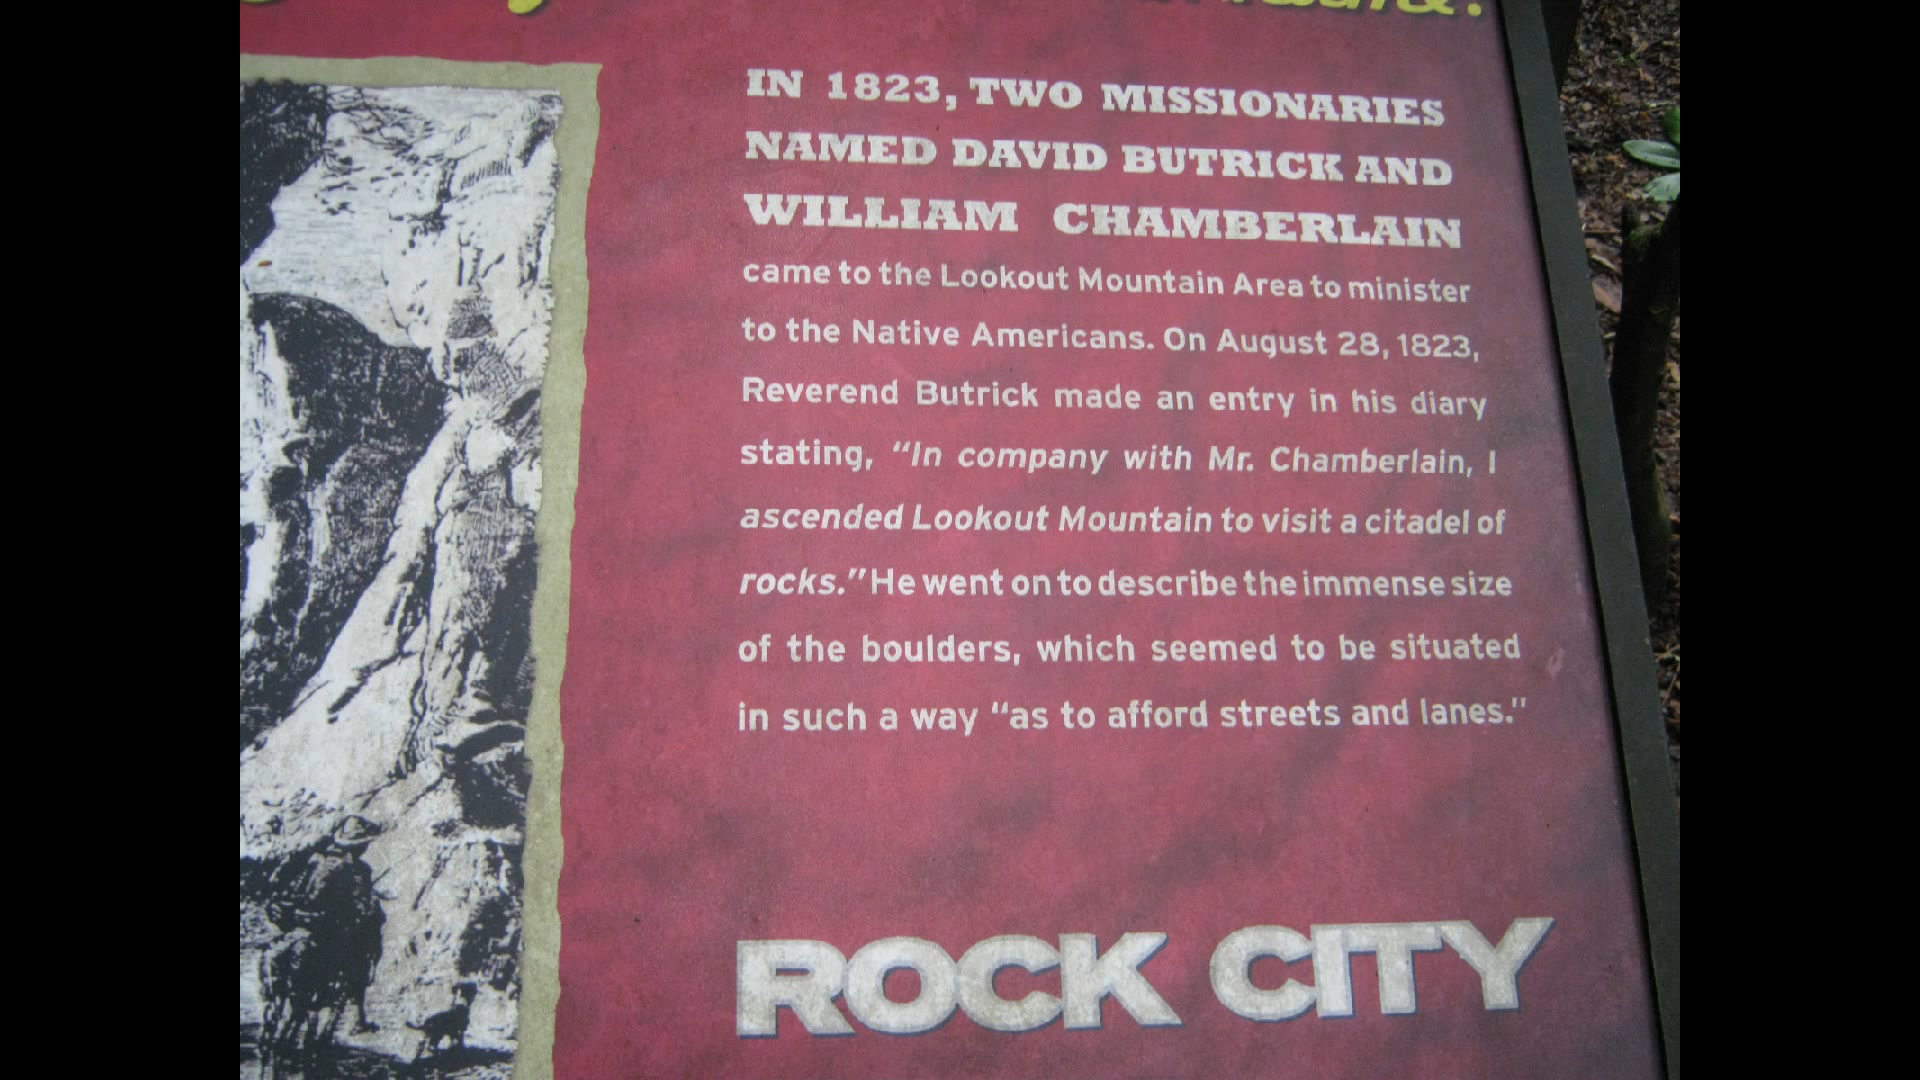 IN 1823, TWO MISSIONARIES
NAMED DAVID BUTRICK AND
WILLIAM CHAMBERLAIN
came to the Lookout Mountain Area to minister
to the Native Americans. On August 28, 1823,
Reverend Butrick made an entry in his diary
stating, "In company with Mr. Chamberlain, I
ascended Lookout Mountain to visit a citadel of
rocks." He went on to describe the immense size
of the boulders, which seemed to be situated
in such a way "as to afford streets and lanes."
ROCK CITY